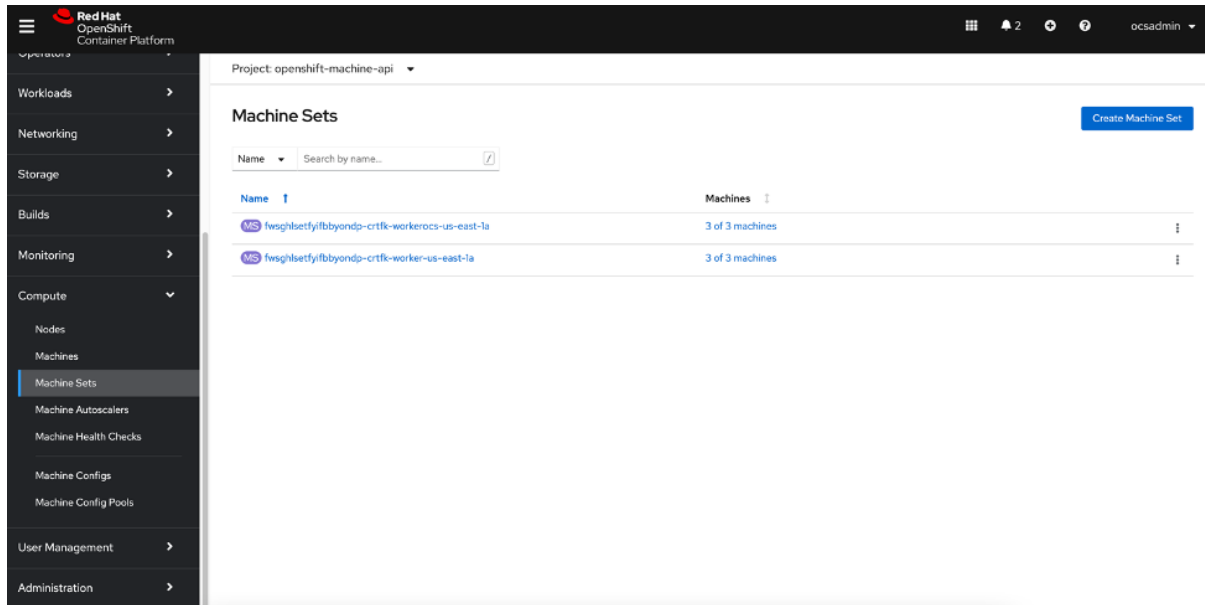 Red Hat
OpenShift
Container Platform
2
ocsadmin
Operators
Workloads
Networking
Storage
Builds
Monitoring
Compute
Nodes
Machines
Machine Sets
Machine Autoscalers
Machine Health Checks
Machine Configs
Machine Config Pools
User Management
Administration
Project: openshift-machine-api
Machine Sets
Create Machine Set
Name Search by name... /
Name Machines
MS fwsghlsetfyifbbyondp-crtfk-workerocs-us-east-1a 3 of 3 machines
MS fwsghlsetfyifbbyondp-crtfk-worker-us-east-1a 3 of 3 machines